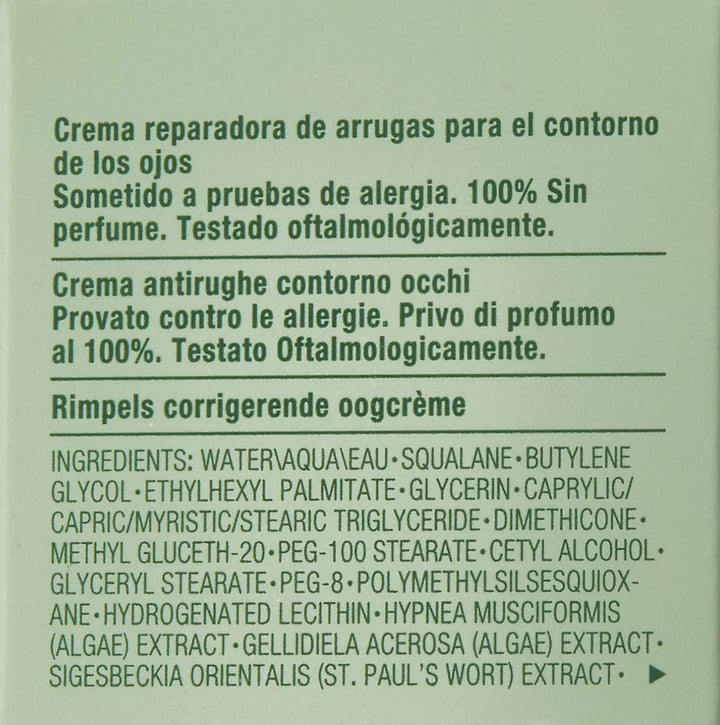 Crema reparadora de arrugas para el contorno
de los ojos
Sometido a pruebas de alergia. 100% Sin
perfume. Testado oftalmológicamente.
Crema antirughe contorno occhi
Provato contro le allergie. Privo di profumo
al 100%. Testato Oftalmologicamente.
Rimpels corrigerende oogcrème
INGREDIENTS: WATER\AQUA\EAU•SQUALANE•BUTYLENE
GLYCOL•ETHYLHEXYL PALMITATE•GLYCERIN•CAPRYLIC/
CAPRIC/MYRISTIC/STEARIC TRIGLYCERIDE•DIMETHICONE•
METHYL GLUCETH-20•PEG-100 STEARATE•CETYL ALCOHOL•
GLYCERYL STEARATE•PEG-8•POLYMETHYLSILSESQUIOX-
ANE•HYDROGENATED LECITHIN•HYPNEA MUSCIFORMIS
(ALGAE) EXTRACT•GELLIDIELA ACEROSA (ALGAE) EXTRACT•
SIGESBECKIA ORIENTALIS (ST. PAUL'S WORT) EXTRACT• ▶